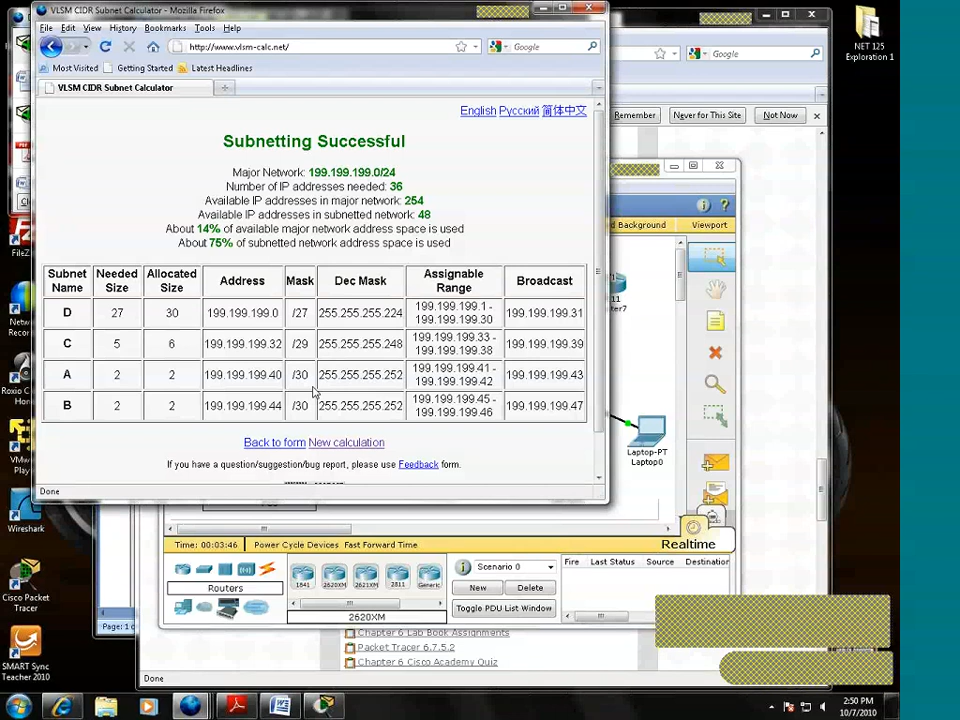 VLSM CIDR Subnet Calculator - Mozilla Firefox
File Edit View History Bookmarks Tools Help
http://www.vlsm-calc.net/
Google
Most Visited Getting Started Latest Headlines
VLSM CIDR Subnet Calculator
English Русский 简体中文
Subnetting Successful
Major Network: 199.199.199.0/24
Number of IP addresses needed: 36
Available IP addresses in major network: 254
Available IP addresses in subnetted network: 48
About 14% of available major network address space is used
About 75% of subnetted network address space is used
Subnet Name Needed Size Allocated Size Address Mask Dec Mask Assignable Range Broadcast
D 27 30 199.199.199.0 /27 255.255.255.224 199.199.199.1 - 199.199.199.30 199.199.199.31
C 5 6 199.199.199.32 /29 255.255.255.248 199.199.199.33 - 199.199.199.38 199.199.199.39
A 2 2 199.199.199.40 /30 255.255.255.252 199.199.199.41 - 199.199.199.42 199.199.199.43
B 2 2 199.199.199.44 /30 255.255.255.252 199.199.199.45 - 199.199.199.46 199.199.199.47
Back to form New calculation
If you have a question/suggestion/bug report, please use Feedback form.
Done
Google
Remember Never for This Site Not Now
d Background Viewport
Laptop-PT
Laptop0
Time: 00:03:46 Power Cycle Devices Fast Forward Time
Realtime
Routers
1841 2620XM 2621XM 2811 Generic
2620XM
Scenario 0
New Delete
Toggle PDU List Window
Fire Last Status Source Destination
Chapter 6 Lab Book Assignments
Packet Tracer 6.7.5.2
Chapter 6 Cisco Academy Quiz
Done
Page: 1
NET 125
Exploration 1
FileZ
Netw
Recor
Roxio C
Hom
VMw
Play
Wireshark
Cisco Packet
Tracer
SMART Sync
Teacher 2010
2:50 PM
10/7/2010